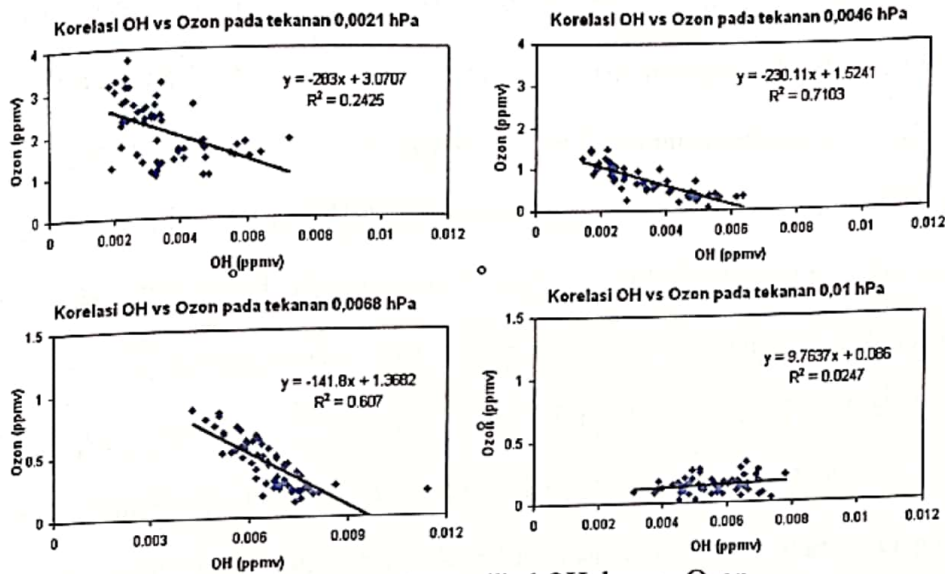 Korelasi OH vs Ozon pada tekanan 0,0021 hPa
4
3
2
1
0
Ozon (ppmv)
y = -283x + 3.0707
R² = 0.2425
0
0.002
0.004
0.006
0.008
0.01
0.012
OH (ppmv)
Korelasi OH vs Ozon pada tekanan 0,0046 hPa
4
3
2
1
0
Ozon (ppmv)
y = -230.11x + 1.5241
R² = 0.7103
0
0.002
0.004
0.006
0.008
0.01
0.012
OH (ppmv)
Korelasi OH vs Ozon pada tekanan 0,0068 hPa
1.5
1
0.5
0
Ozon (ppmv)
y = -141.8x + 1.3682
R² = 0.607
0
0.003
0.006
0.009
0.012
OH (ppmv)
Korelasi OH vs Ozon pada tekanan 0,01 hPa
1.5
1
0.5
0
Ozon (ppmv)
y = 9.7637x + 0.086
R² = 0.0247
0
0.002
0.004
0.006
0.008
0.01
0.012
OH (ppmv)